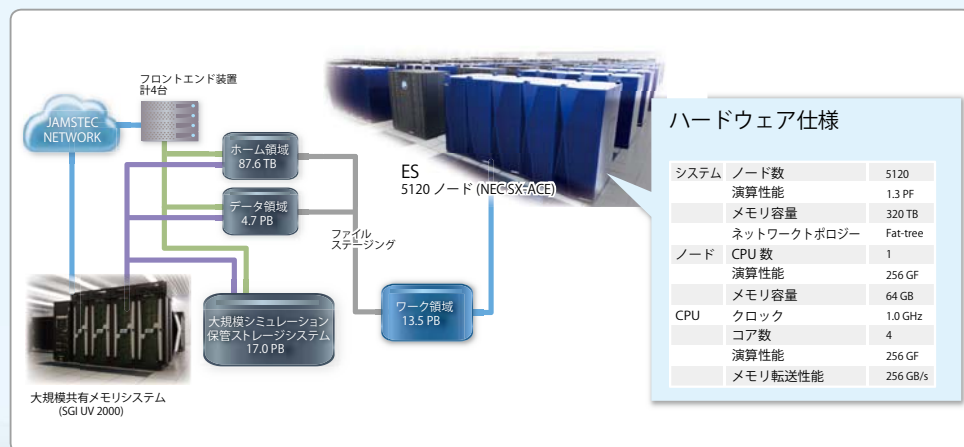 フロントエンド装置
計4台
JAMSTEC
NETWORK
ホーム領域
87.6 TB
データ領域
4.7 PB
ファイル
ステージング
ES
5120 ノード (NEC SX-ACE)
大規模シミュレーション
保管ストレージシステム
17.0 PB
ワーク領域
13.5 PB
大規模共有メモリシステム
(SGI UV 2000)
ハードウェア仕様
システム ノード数 5120
演算性能 1.3 PF
メモリ容量 320 TB
ネットワークトポロジー Fat-tree
ノード CPU 数 1
演算性能 256 GF
メモリ容量 64 GB
CPU クロック 1.0 GHz
コア数 4
演算性能 256 GF
メモリ転送性能 256 GB/s